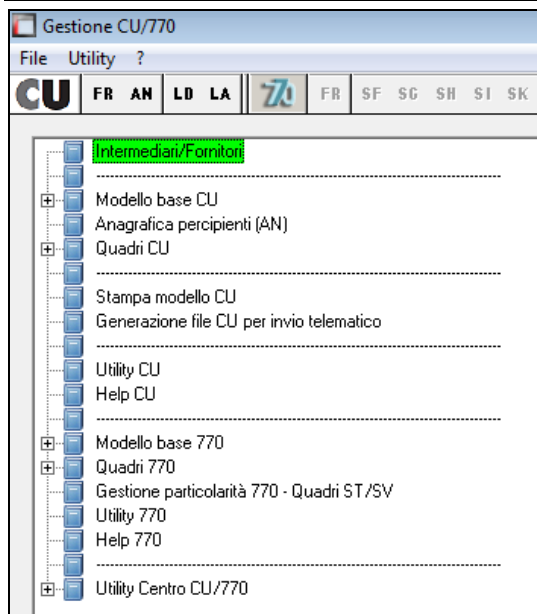 Gestione CU/770
File Utility ?
CU FR AN LD LA 770 FR SF SG SH SI SK
Intermediari/Fornitori
Modello base CU
Anagrafica percipienti (AN)
Quadri CU
Stampa modello CU
Generazione file CU per invio telematico
Utility CU
Help CU
Modello base 770
Quadri 770
Gestione particolarità 770 - Quadri ST/SV
Utility 770
Help 770
Utility Centro CU/770